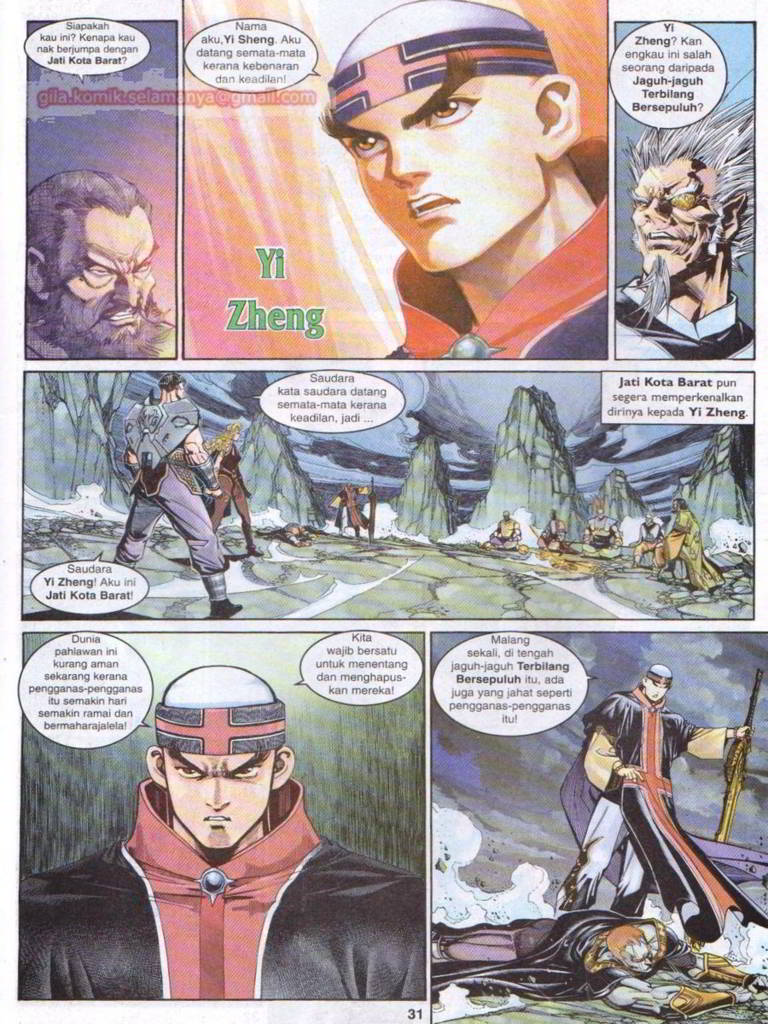 Siapakah
kau ini? Kenapa kau
nak berjumpa dengan
Jati Kota Barat?
Nama
aku,Yi Sheng. Aku
datang semata-mata
kerana kebenaran
dan keadilan!
gila.komik.selamanya@gmail.com
Yi
Zheng
Yi
Zheng? Kan
engkau ini salah
seorang daripada
Jaguh-jaguh
Terbilang
Bersepuluh?
Saudara
kata saudara datang
semata-mata kerana
keadilan, jadi ...
Jati Kota Barat pun
segera memperkenalkan
dirinya kepada Yi Zheng.
Saudara
Yi Zheng! Aku ini
Jati Kota Barat!
Dunia
pahlawan ini
kurang aman
sekarang kerana
pengganas-pengganas
itu semakin hari
semakin ramai dan
bermaharajalela!
Kita
wajib bersatu
untuk menentang
dan menghapus-
kan mereka!
Malang
sekali, di tengah
jaguh-jaguh Terbilang
Bersepuluh itu, ada
juga yang jahat seperti
pengganas-pengganas
itu!
31